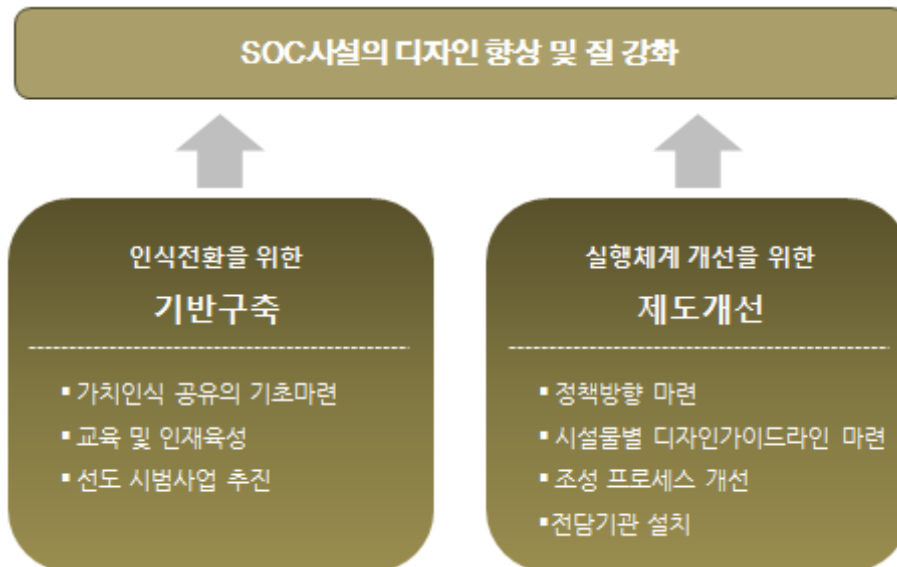 SOC시설의 디자인 향상 및 질 강화
인식전환을 위한
기반구축
▪ 가치인식 공유의 기초마련
▪ 교육 및 인재육성
▪ 선도 시범사업 추진
실행체계 개선을 위한
제도개선
▪ 정책방향 마련
▪ 시설물별 디자인가이드라인 마련
▪ 조성 프로세스 개선
▪전담기관 설치